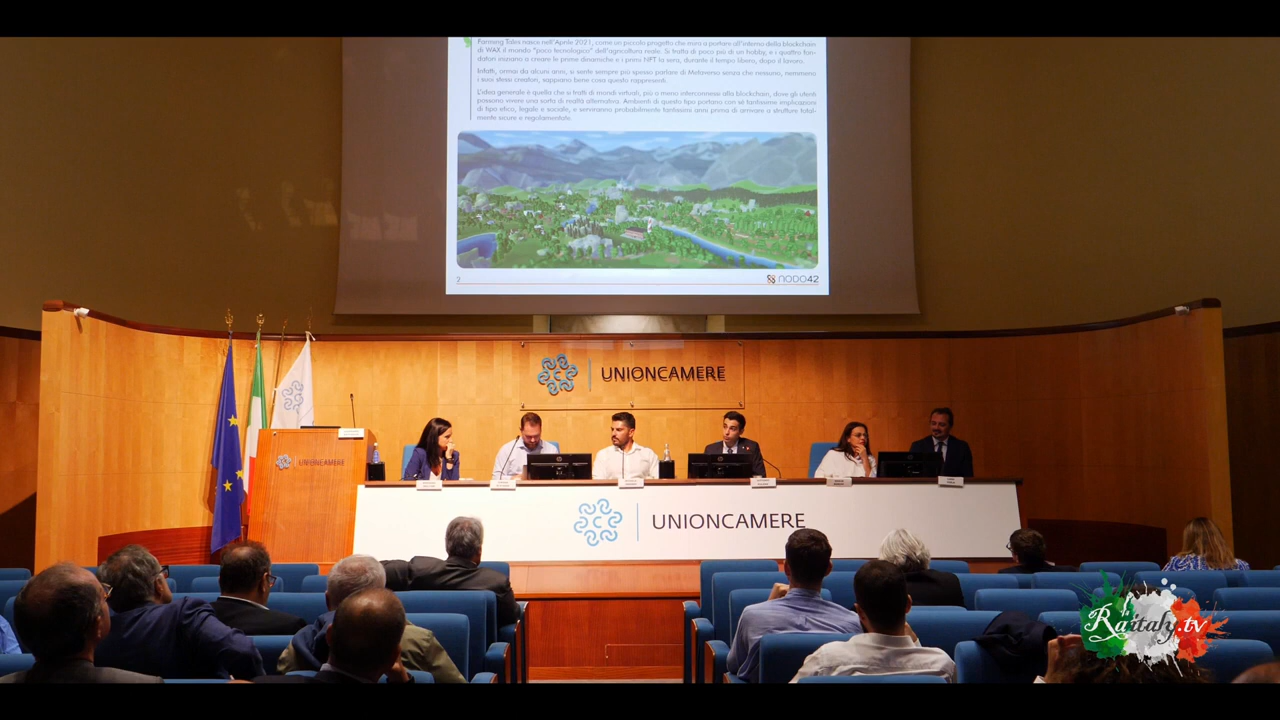 Farming Tales nasce nell'Aprile 2021, come un piccolo progetto che mira a portare all'interno della blockchain
di WAX il mondo "poco tecnologico" dell'agricoltura reale. Si tratta di poco più di un hobby, e i quattro fon-
datori iniziano a creare le prime dinamiche e i primi NFT la sera, durante il tempo libero, dopo il lavoro.
Infatti, ormai da alcuni anni, si sente sempre più spesso parlare di Metaverso senza che nessuno, nemmeno
i suoi stessi creatori, sappiano bene cosa questo rappresenti.
L'idea generale è quella che si tratti di mondi virtuali, più o meno interconnessi alla blockchain, dove gli utenti
possono vivere una sorta di realtà alternativa. Ambienti di questo tipo portano con sé tantissime implicazioni
di tipo etico, legale e sociale, e serviranno probabilmente tantissimi anni prima di arrivare a strutture total-
mente sicure e regolamentate.
2
NODO42
UNIONCAMERE
UNIONCAMERE
UNIONCAMERE
Raitaly.tv